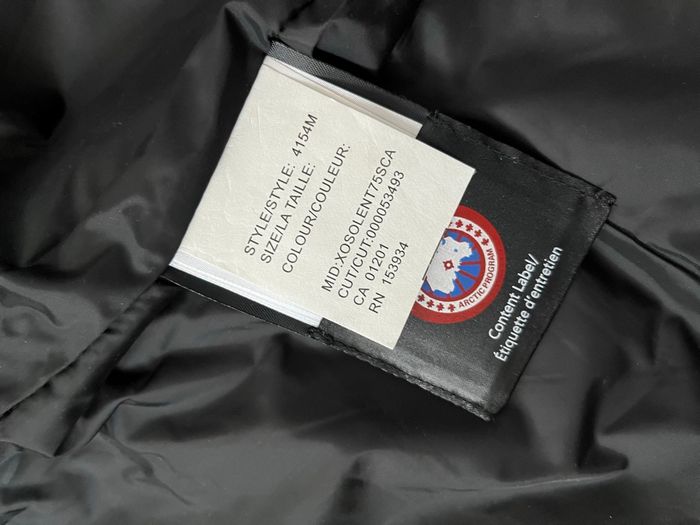 STYLE/STYLE: 4154M
SIZE/LA TAILLE:
COLOUR/COULEUR:
MID:XOSOLENT75SCA
CUT/CUT:000053493
CA 01201
RN 153934
ARCTIC PROGRAM
Content Label/
Étiquette d'entretien